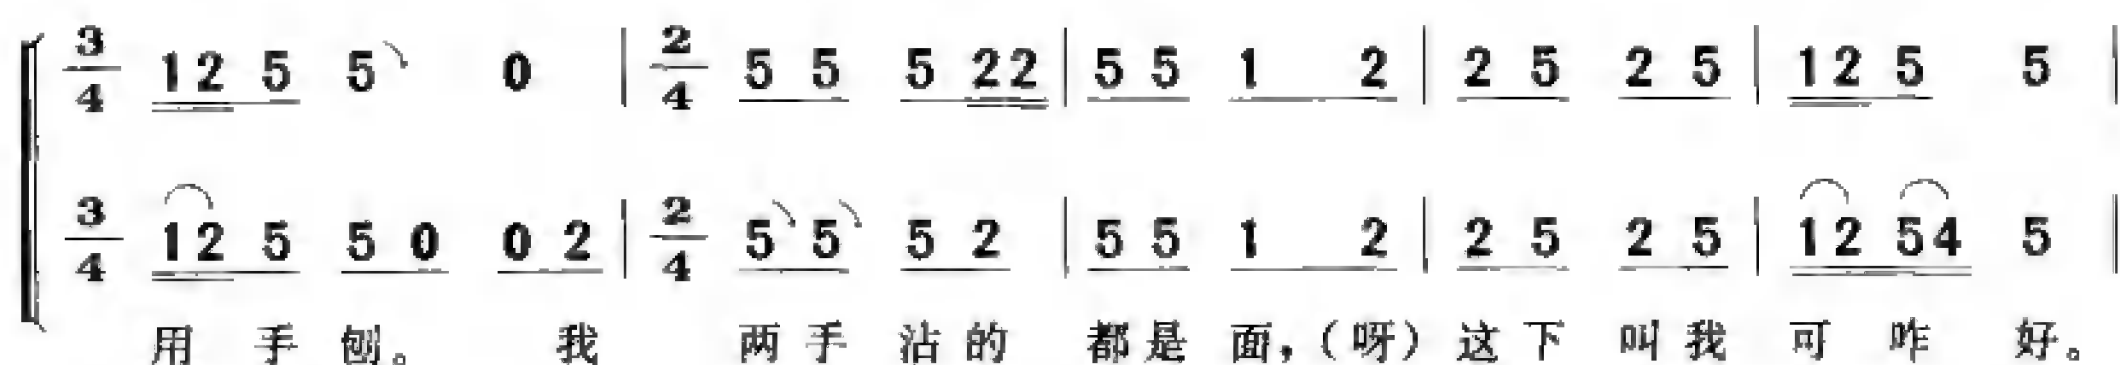 3/4 12 5 5 0 | 2/4 5 5 5 22 | 5 5 1 2 | 2 5 2 5 | 12 5 5 |
3/4 12 5 5 0 0 2 | 2/4 5 5 5 2 | 5 5 1 2 | 2 5 2 5 | 12 54 5 ‖
用 手 刨。 我 两 手 沾 的 都 是 面，（呀）这 下 叫 我 可 咋 好。